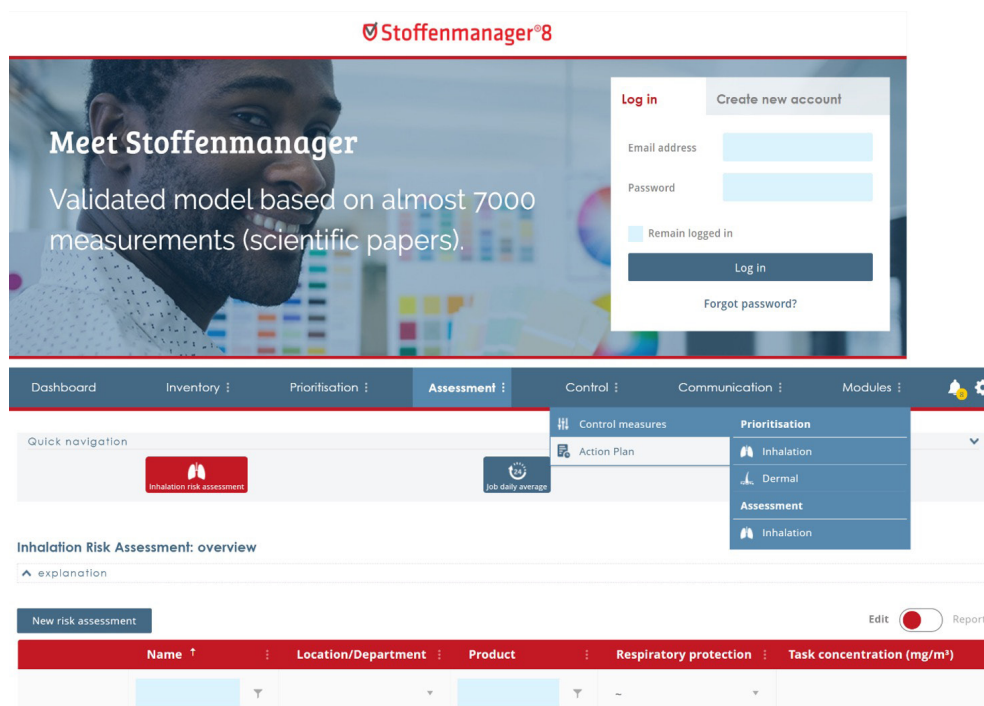 Stoffenmanager®8
Log in
Create new account
Meet Stoffenmanager
Validated model based on almost 7000
measurements (scientific papers).
Email address
Password
Remain logged in
Log in
Forgot password?
Dashboard
Inventory
Prioritisation
Assessment
Control
Communication
Modules
Quick navigation
Inhalation risk assessment
24
Job daily average
Control measures
Action Plan
Prioritisation
Inhalation
Dermal
Assessment
Inhalation
Inhalation Risk Assessment: overview
explanation
New risk assessment
Edit
Report
Name ↑
Location/Department
Product
Respiratory protection
Task concentration (mg/m³)
~